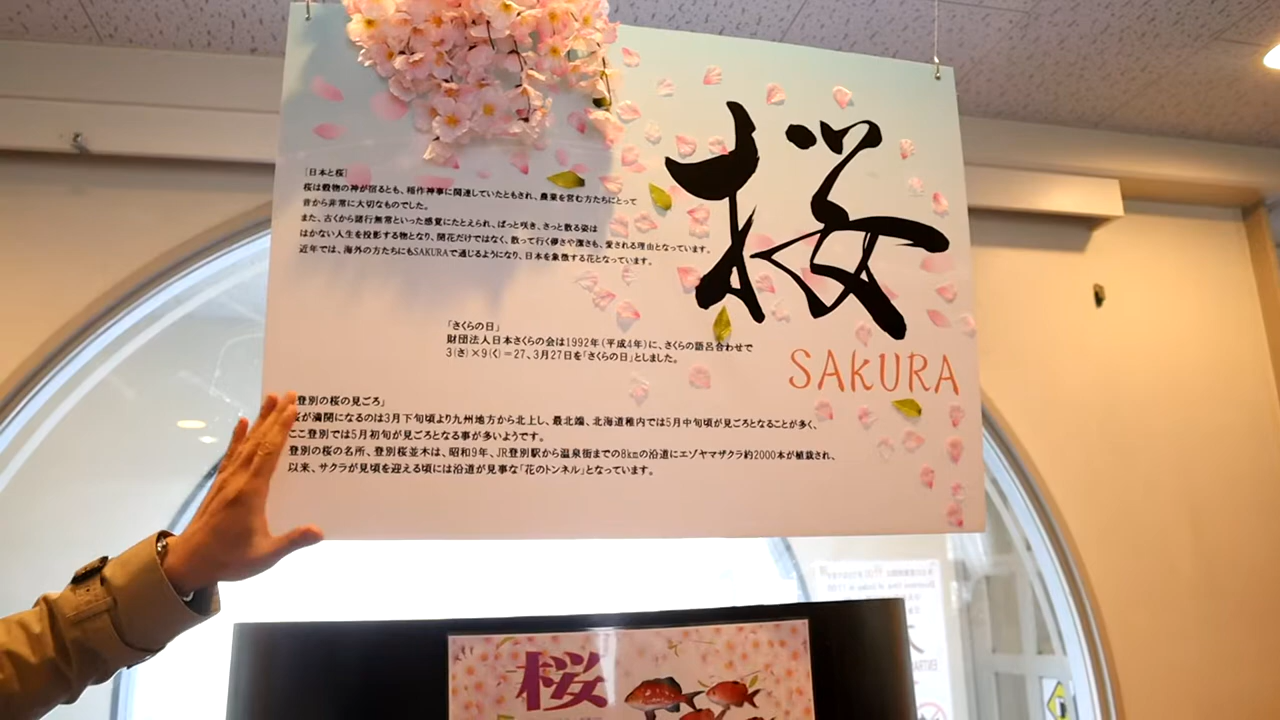 [日本と桜]
桜は穀物の神が宿るとも、稲作神事に関連していたともされ、農業を営む方たちにとって
昔から非常に大切なものでした。
また、古くから諸行無常といった感覚にたとえられ、ぱっと咲き、さっと散る姿は
はかない人生を投影する物となり、開花だけではなく、散って行く儚さや潔さも、愛される理由となっています。
近年では、海外の方たちにもSAKURAで通じるようになり、日本を象徴する花となっています。
桜
SAKURA
「さくらの日」
財団法人日本さくらの会は1992年(平成4年)に、さくらの語呂合わせで
3(さ)×9(く)=27、3月27日を「さくらの日」としました。
登別の桜の見ごろ」
桜が満開になるのは3月下旬頃より九州地方から北上し、最北端、北海道稚内では5月中旬頃が見ごろとなることが多く、
ここ登別では5月初旬が見ごろとなる事が多いようです。
登別の桜の名所、登別桜並木は、昭和9年、JR登別駅から温泉街までの8kmの沿道にエゾヤマザクラ約2000本が植栽され、
以来、サクラが見頃を迎える頃には沿道が見事な「花のトンネル」となっています。
桜